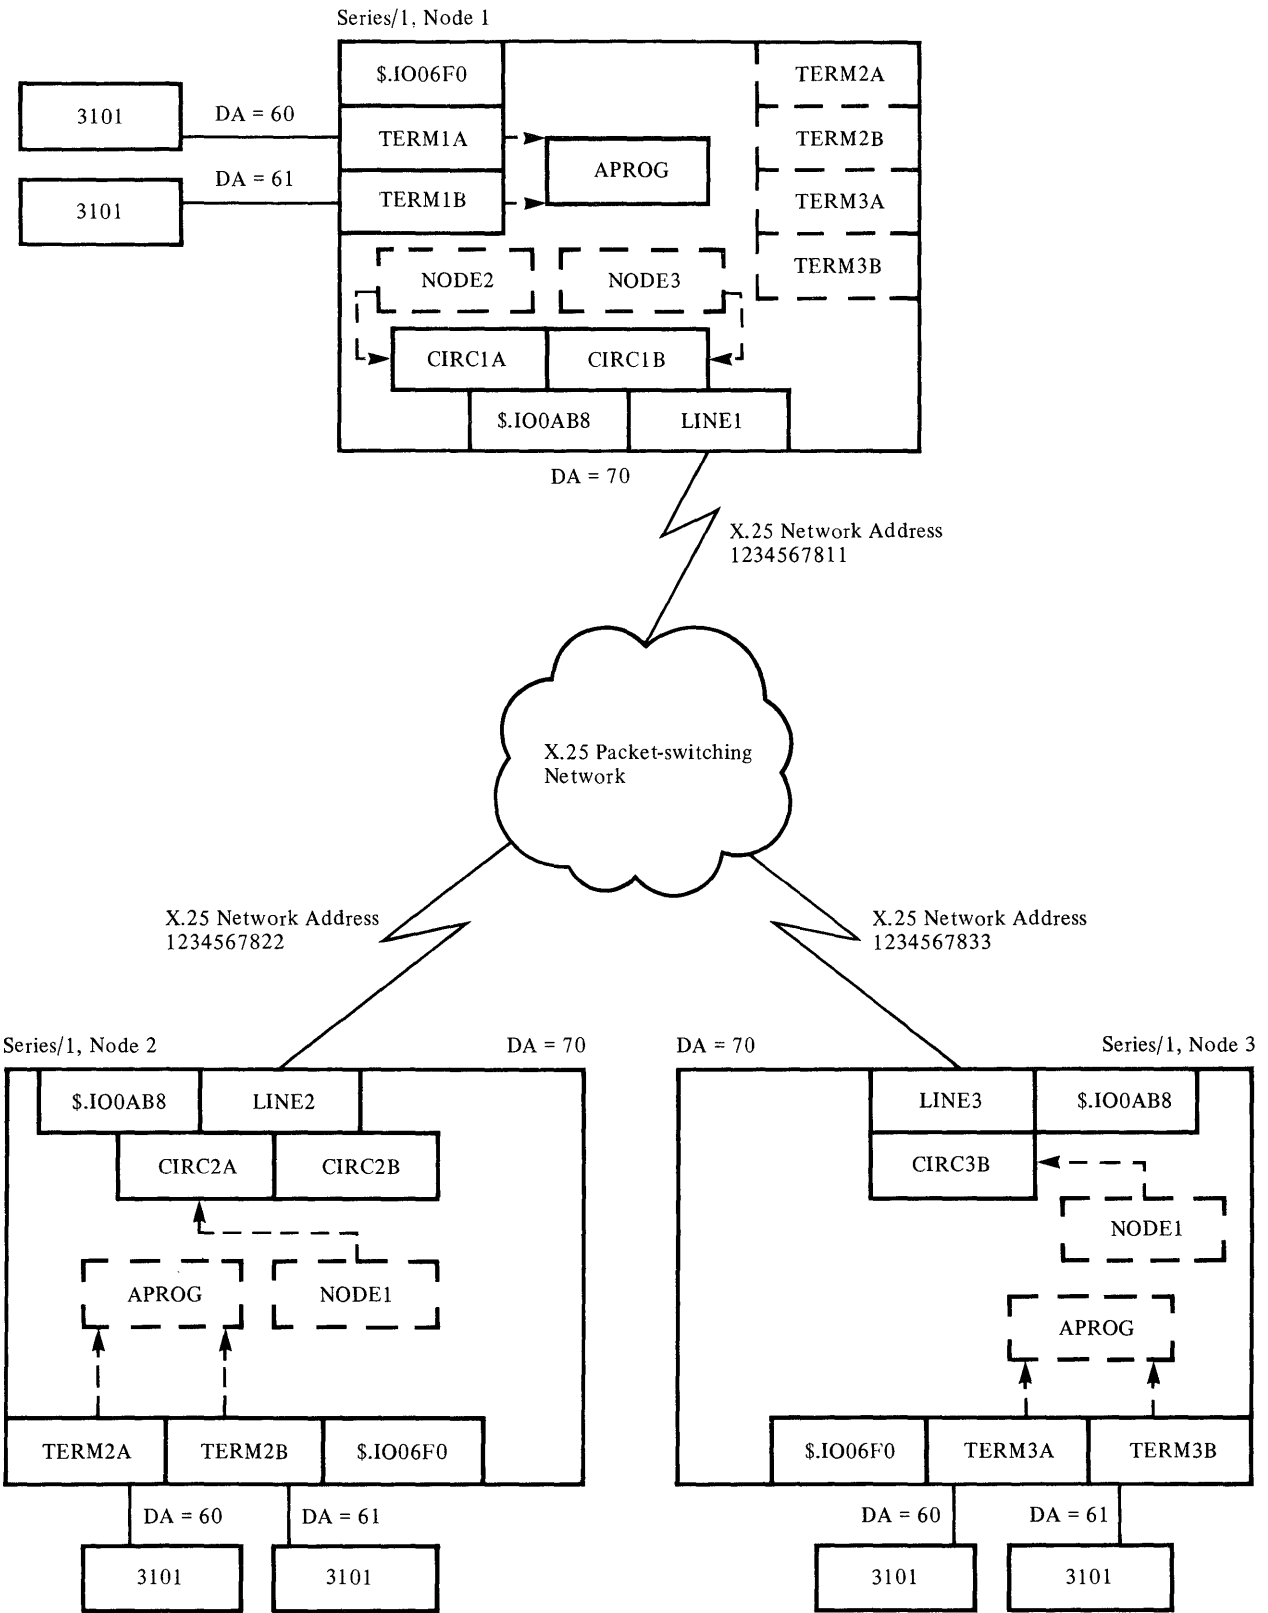 Series/1, Node 1
$.IO06F0
TERM2A
3101
DA = 60
TERM1A
TERM2B
APROG
3101
DA = 61
TERM1B
TERM3A
NODE2
NODE3
TERM3B
CIRC1A
CIRC1B
$.IO0AB8
LINE1
DA = 70
X.25 Network Address
1234567811
X.25 Packet-switching
Network
X.25 Network Address
1234567822
X.25 Network Address
1234567833
Series/1, Node 2
DA = 70
$.IO0AB8
LINE2
CIRC2A
CIRC2B
APROG
NODE1
TERM2A
TERM2B
$.IO06F0
DA = 60
DA = 61
3101
3101
DA = 70
Series/1, Node 3
LINE3
$.IO0AB8
CIRC3B
NODE1
APROG
$.IO06F0
TERM3A
TERM3B
DA = 60
DA = 61
3101
3101